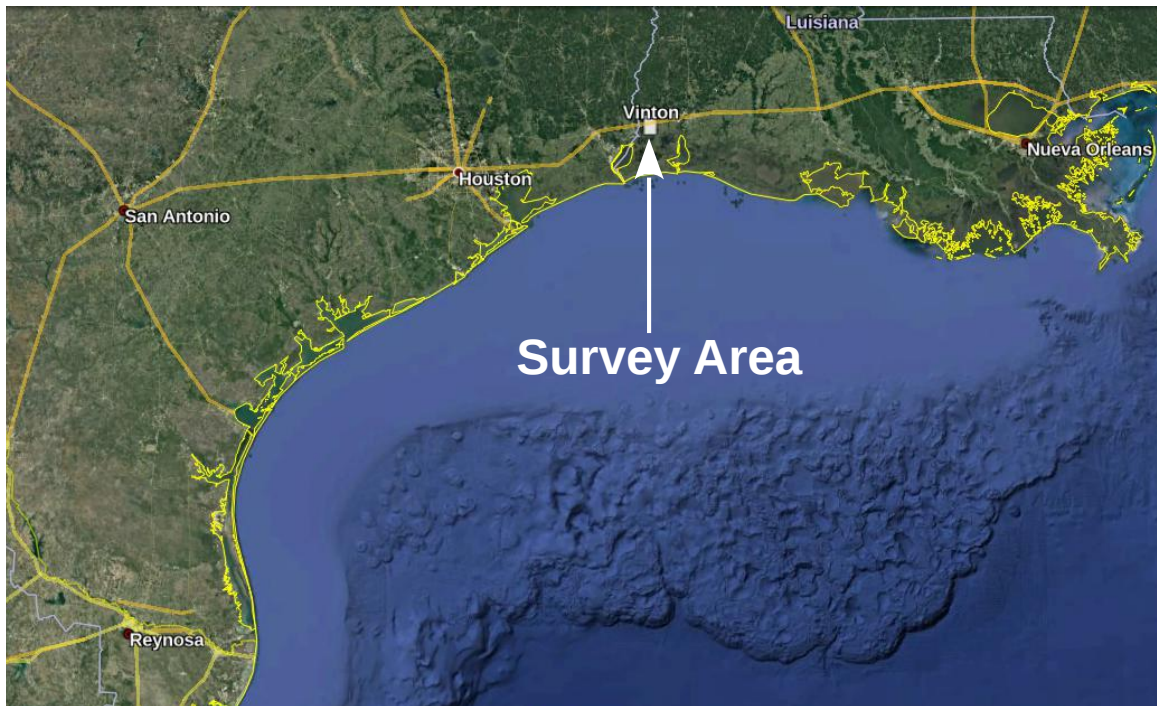 Luisiana
Vinton
Nueva Orleans
Houston
San Antonio
Survey Area
Reynosa